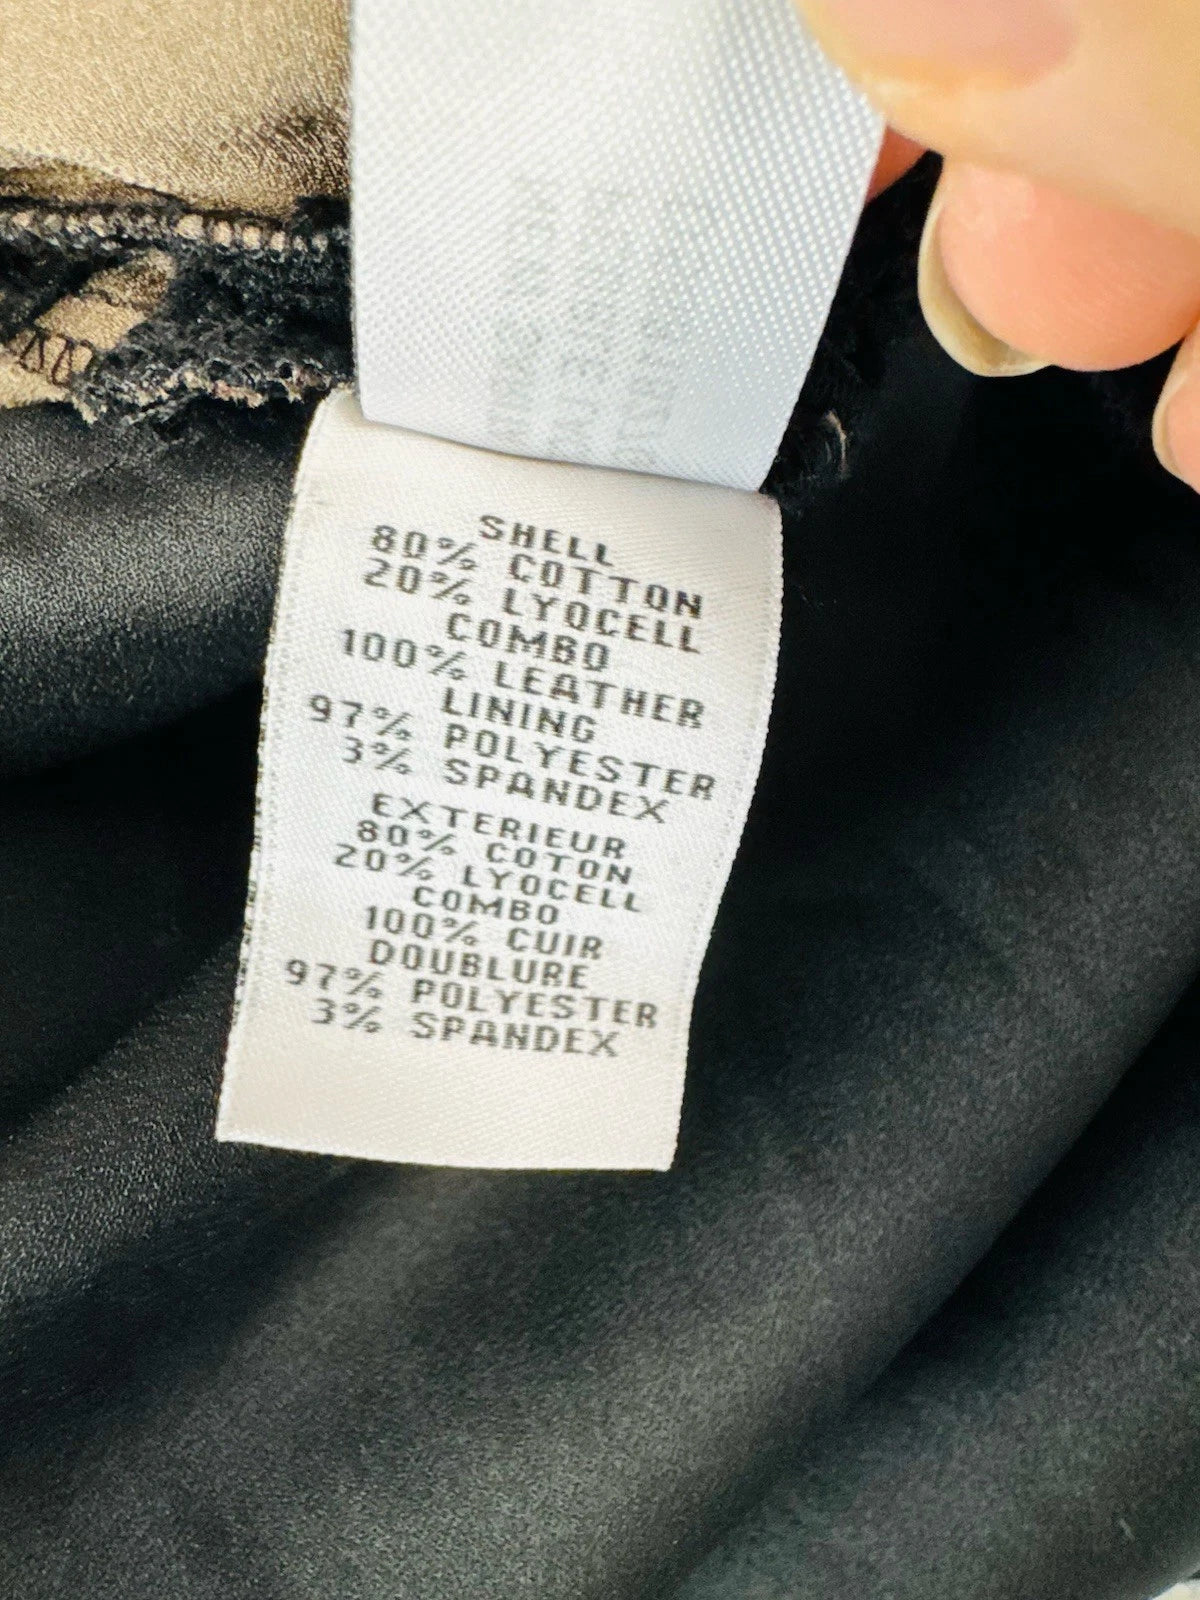 SHELL
80% COTTON
20% LYOCELL
COMBO
100% LEATHER
LINING
97% POLYESTER
3% SPANDEX
EXTERIEUR
80% COTON
20% LYOCELL
COMBO
100% CUIR
DOUBLURE
97% POLYESTER
3% SPANDEX